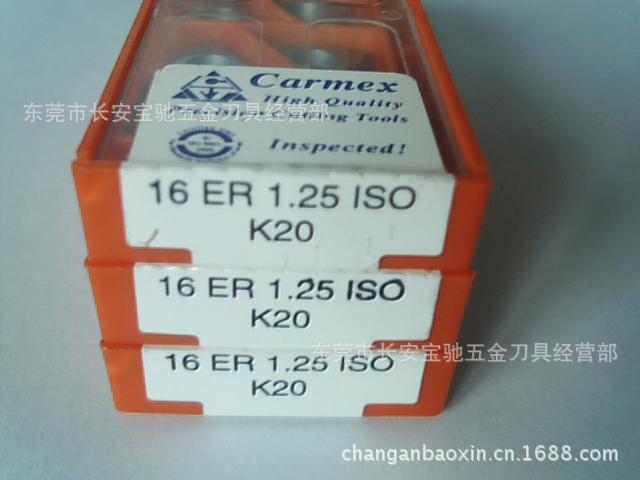 Carmex
High Quality
Threading Tools
Inspected!
东莞市长安宝驰五金刀具经营部
16 ER 1.25 ISO
K20
16 ER 1.25 ISO
K20
东莞市长安宝驰五金刀具经营部
16 ER 1.25 ISO
K20
changanbaoxin.cn.1688.com